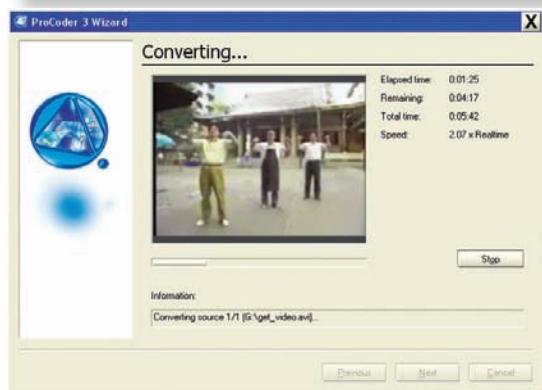 ProCoder 3 Wizard
X
Converting...
Elapsed time: 0:01:25
Remaining: 0:04:17
Total time: 0:05:42
Speed: 2.07 x Realtime
Stop
Information:
Converting source 1/1 (G:\get_video.avi)...
Previous Next Cancel